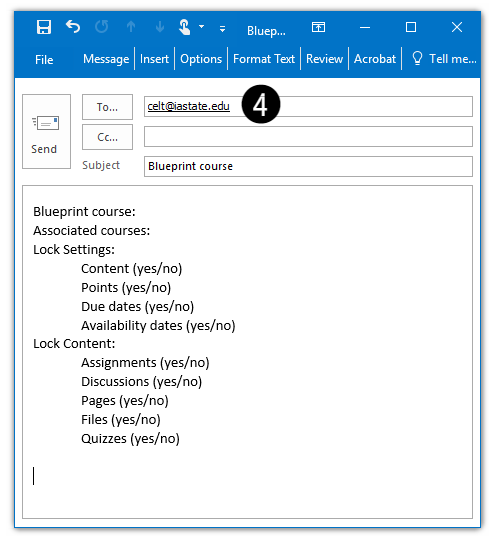 Bluep...
File Message Insert Options Format Text Review Acrobat Tell me...
To... celt@iastate.edu 4
Cc...
Send
Subject Blueprint course
Blueprint course:
Associated courses:
Lock Settings:
Content (yes/no)
Points (yes/no)
Due dates (yes/no)
Availability dates (yes/no)
Lock Content:
Assignments (yes/no)
Discussions (yes/no)
Pages (yes/no)
Files (yes/no)
Quizzes (yes/no)